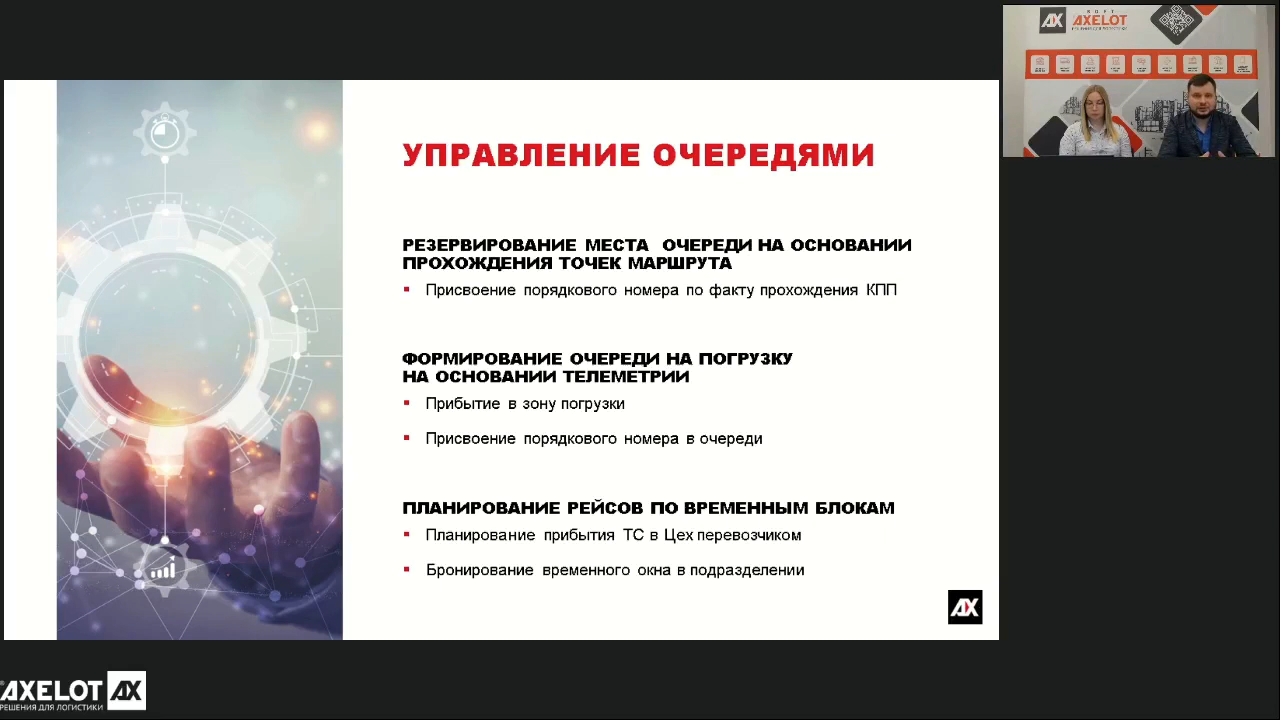 AXELOT
УПРАВЛЕНИЕ ОЧЕРЕДЯМИ
РЕЗЕРВИРОВАНИЕ МЕСТА ОЧЕРЕДИ НА ОСНОВАНИИ
ПРОХОЖДЕНИЯ ТОЧЕК МАРШРУТА
Присвоение порядкового номера по факту прохождения КПП
ФОРМИРОВАНИЕ ОЧЕРЕДИ НА ПОГРУЗКУ
НА ОСНОВАНИИ ТЕЛЕМЕТРИИ
Прибытие в зону погрузки
Присвоение порядкового номера в очереди
ПЛАНИРОВАНИЕ РЕЙСОВ ПО ВРЕМЕННЫМ БЛОКАМ
Планирование прибытия ТС в Цех перевозчиком
Бронирование временного окна в подразделении
AX
AXELOT AX
РЕШЕНИЯ ДЛЯ ЛОГИСТИКИ